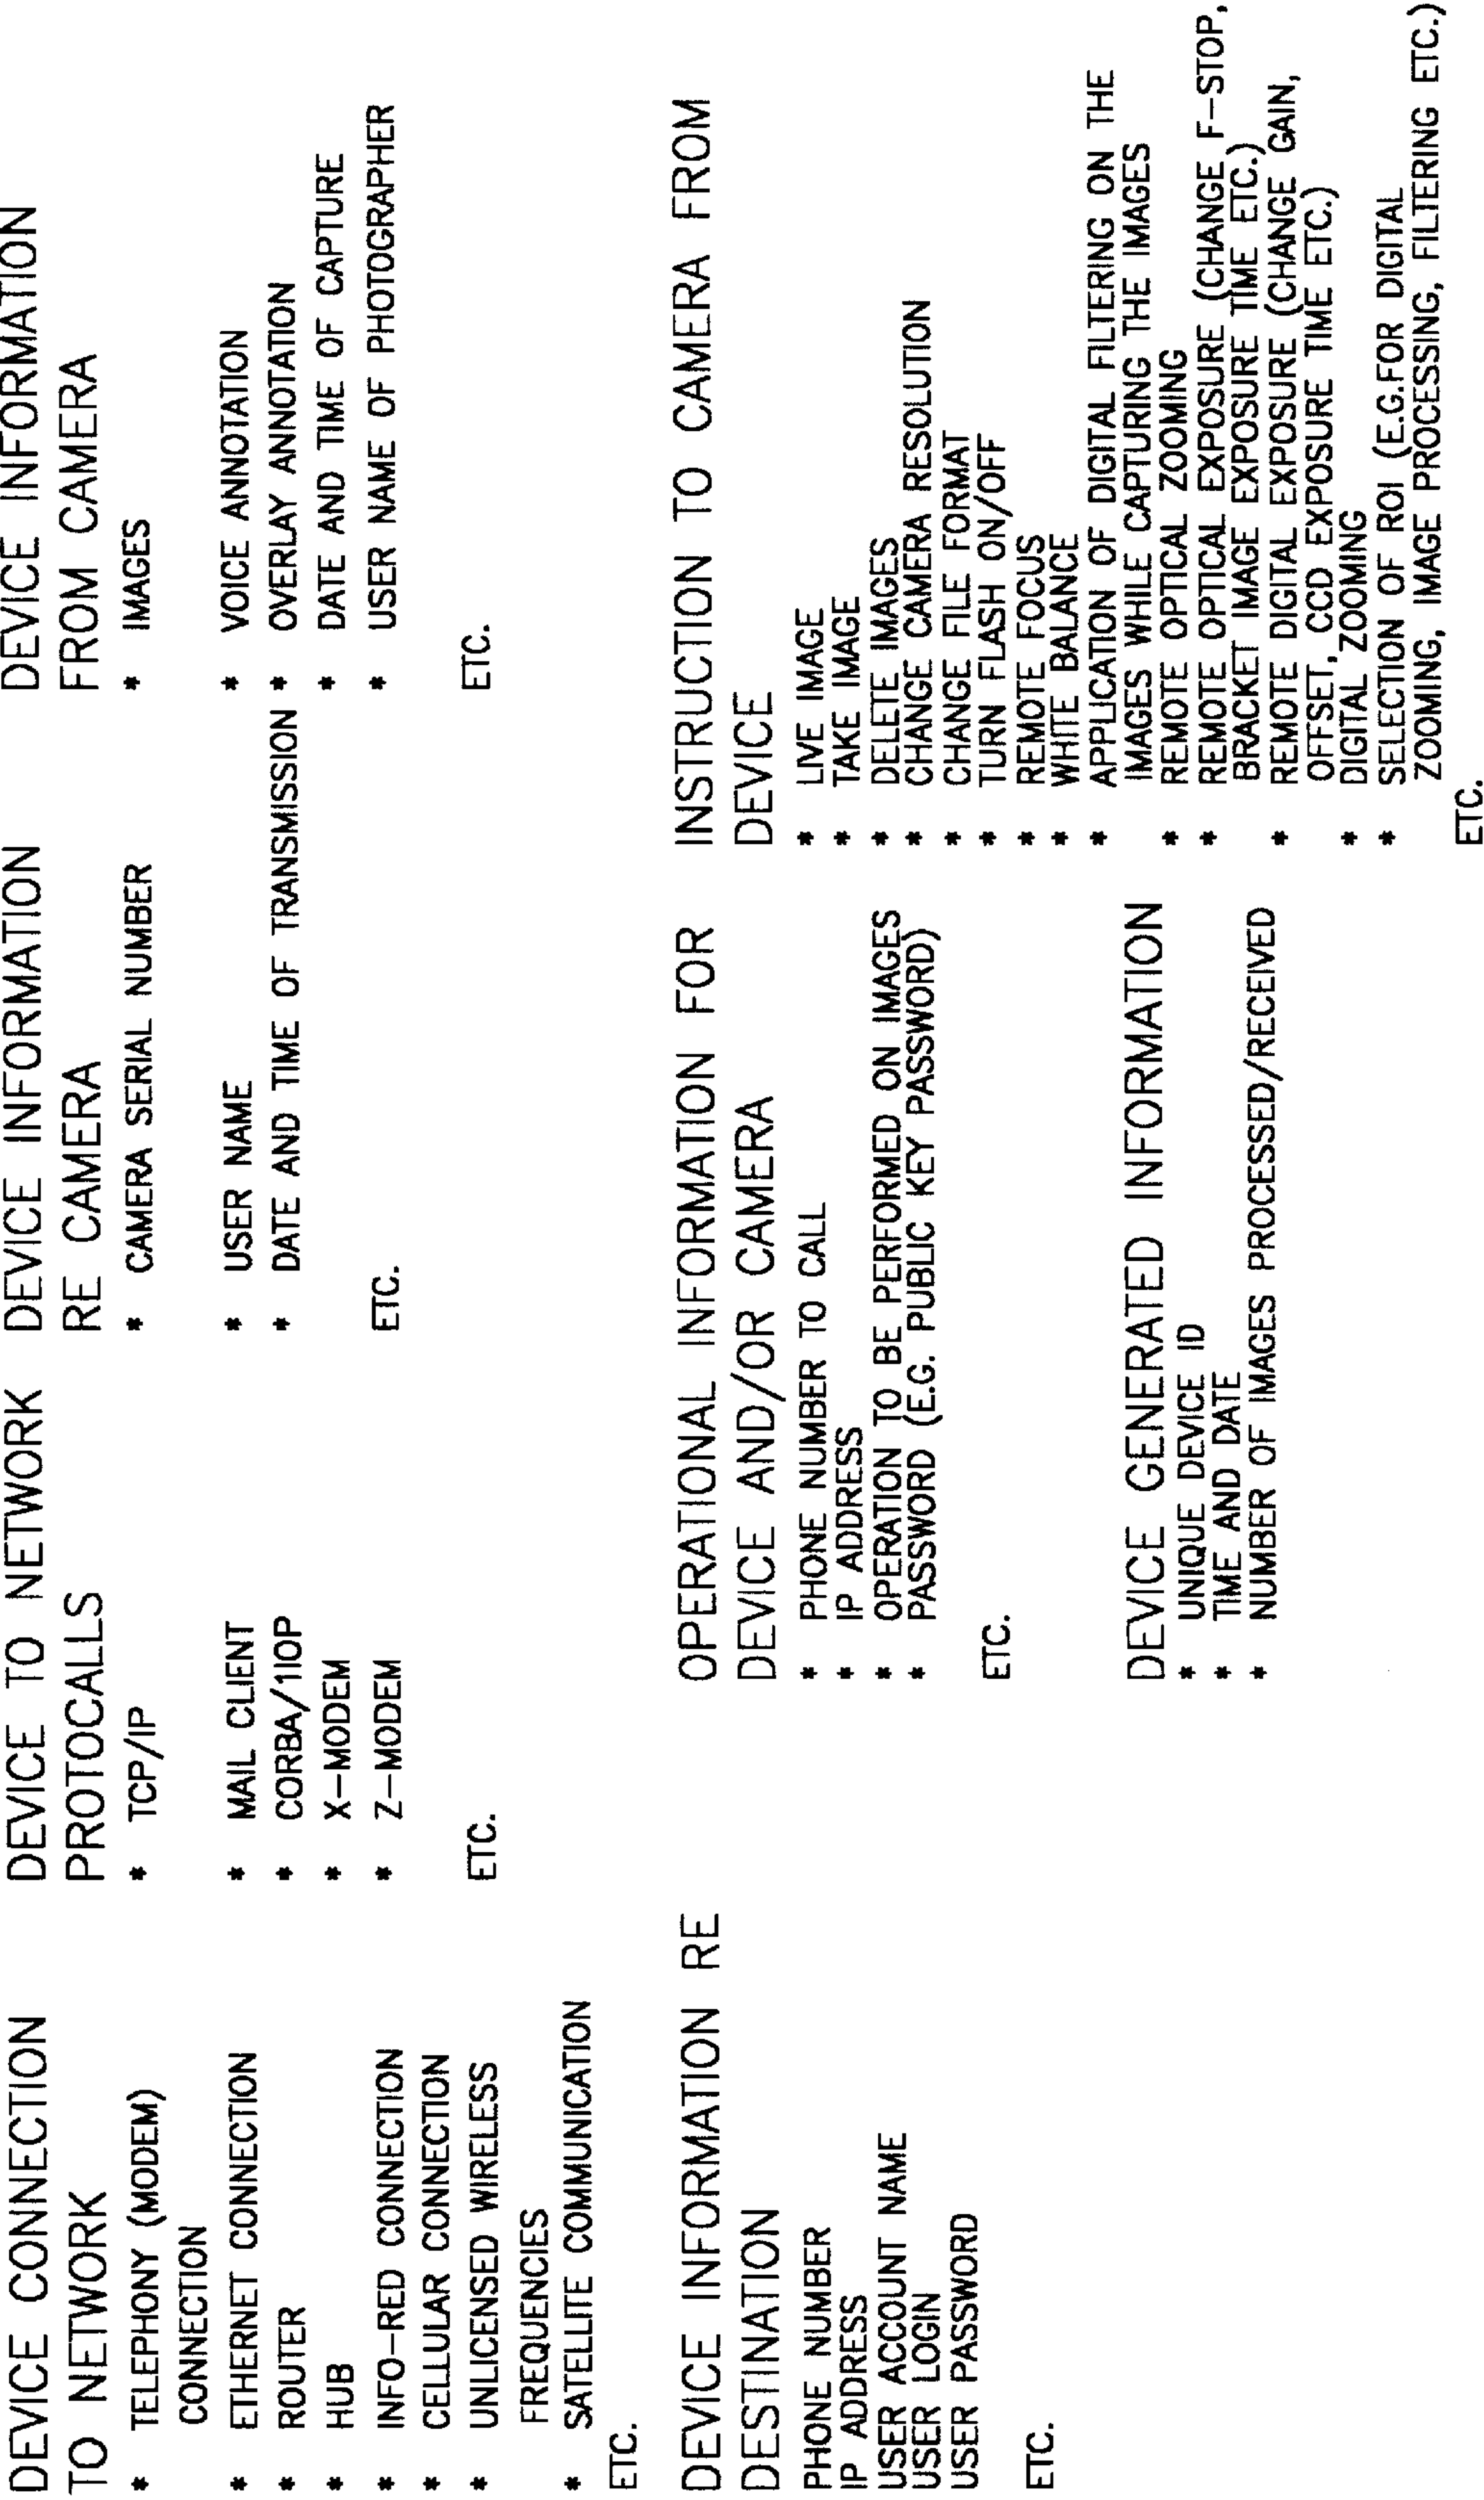 DEVICE CONNECTION
TO NETWORK
* TELEPHONY (MODEM)
CONNECTION
* ETHERNET CONNECTION
* ROUTER
* HUB
* INFO-RED CONNECTION
* CELLULAR CONNECTION
* UNLICENSED WIRELESS
FREQUENCIES
* SATELLITE COMMUNICATION
ETC.
DEVICE TO NETWORK
PROTOCALLS
* TCP/IP
* MAIL CLIENT
* CORBA/110P
* X-MODEM
* Z-MODEM
ETC.
DEVICE INFORMATION
RE CAMERA
* CAMERA SERIAL NUMBER
* USER NAME
* DATE AND TIME OF TRANSMISSION
ETC.
DEVICE INFORMATION
FROM CAMERA
* IMAGES
* VOICE ANNOTATION
* OVERLAY ANNOTATION
* DATE AND TIME OF CAPTURE
* USER NAME OF PHOTOGRAPHER
ETC.
DEVICE INFORMATION RE
DESTINATION
PHONE NUMBER
IP ADDRESS
USER ACCOUNT NAME
USER LOGIN
USER PASSWORD
ETC.
OPERATIONAL INFORMATION FOR
DEVICE AND/OR CAMERA
* PHONE NUMBER TO CALL
* IP ADDRESS
* OPERATION TO BE PERFORMED ON IMAGES
* PASSWORD (E.G. PUBLIC KEY PASSWORD)
ETC.
DEVICE GENERATED INFORMATION
* UNIQUE DEVICE ID
* TIME AND DATE
* NUMBER OF IMAGES PROCESSED/RECEIVED
INSTRUCTION TO CAMERA FROM
DEVICE
* LIVE IMAGE
* TAKE IMAGE
* DELETE IMAGES
* CHANGE CAMERA RESOLUTION
* CHANGE FILE FORMAT
* TURN FLASH ON/OFF
* REMOTE FOCUS
* WHITE BALANCE
* APPLICATION OF DIGITAL FILTERING ON THE
IMAGES WHILE CAPTURING THE IMAGES
* REMOTE OPTICAL ZOOMING
* REMOTE OPTICAL EXPOSURE (CHANGE F-STOP,
BRACKET IMAGE EXPOSURE TIME ETC.)
* REMOTE DIGITAL EXPOSURE (CHANGE GAIN,
OFFSET, CCD EXPOSURE TIME ETC.)
* DIGITAL ZOOMING
* SELECTION OF ROI (E.G.FOR DIGITAL
ZOOMING, IMAGE PROCESSING, FILTERING ETC.)
ETC.